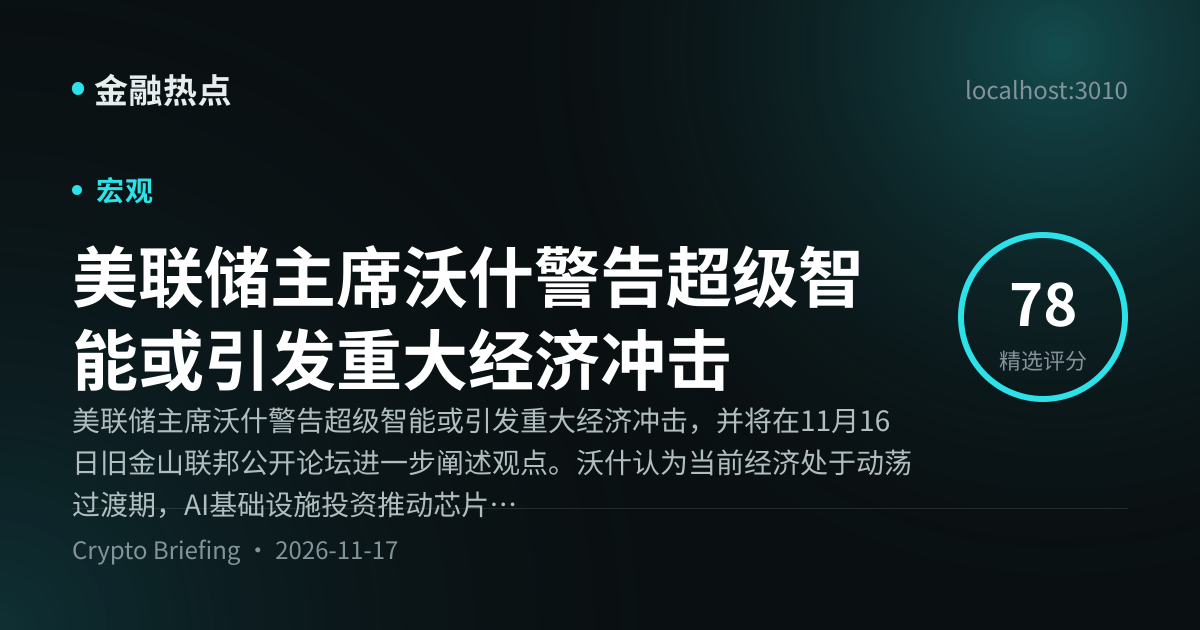 金融热点
localhost:3010
宏观
美联储主席沃什警告超级智
能或引发重大经济冲击
78
精选评分
美联储主席沃什警告超级智能或引发重大经济冲击，并将在11月16
日旧金山联邦公开论坛进一步阐述观点。沃什认为当前经济处于动荡
过渡期，AI基础设施投资推动芯片…
Crypto Briefing · 2026-11-17